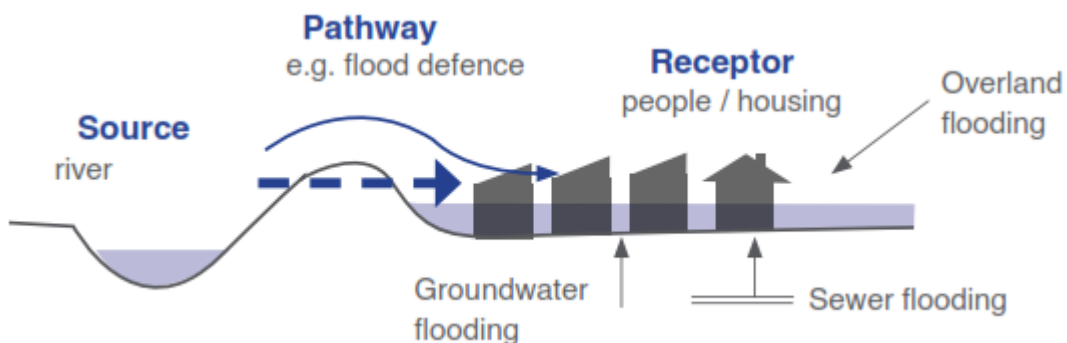 Pathway
e.g. flood defence
Receptor
people / housing
Overland
flooding
Source
river
Groundwater
flooding
Sewer flooding